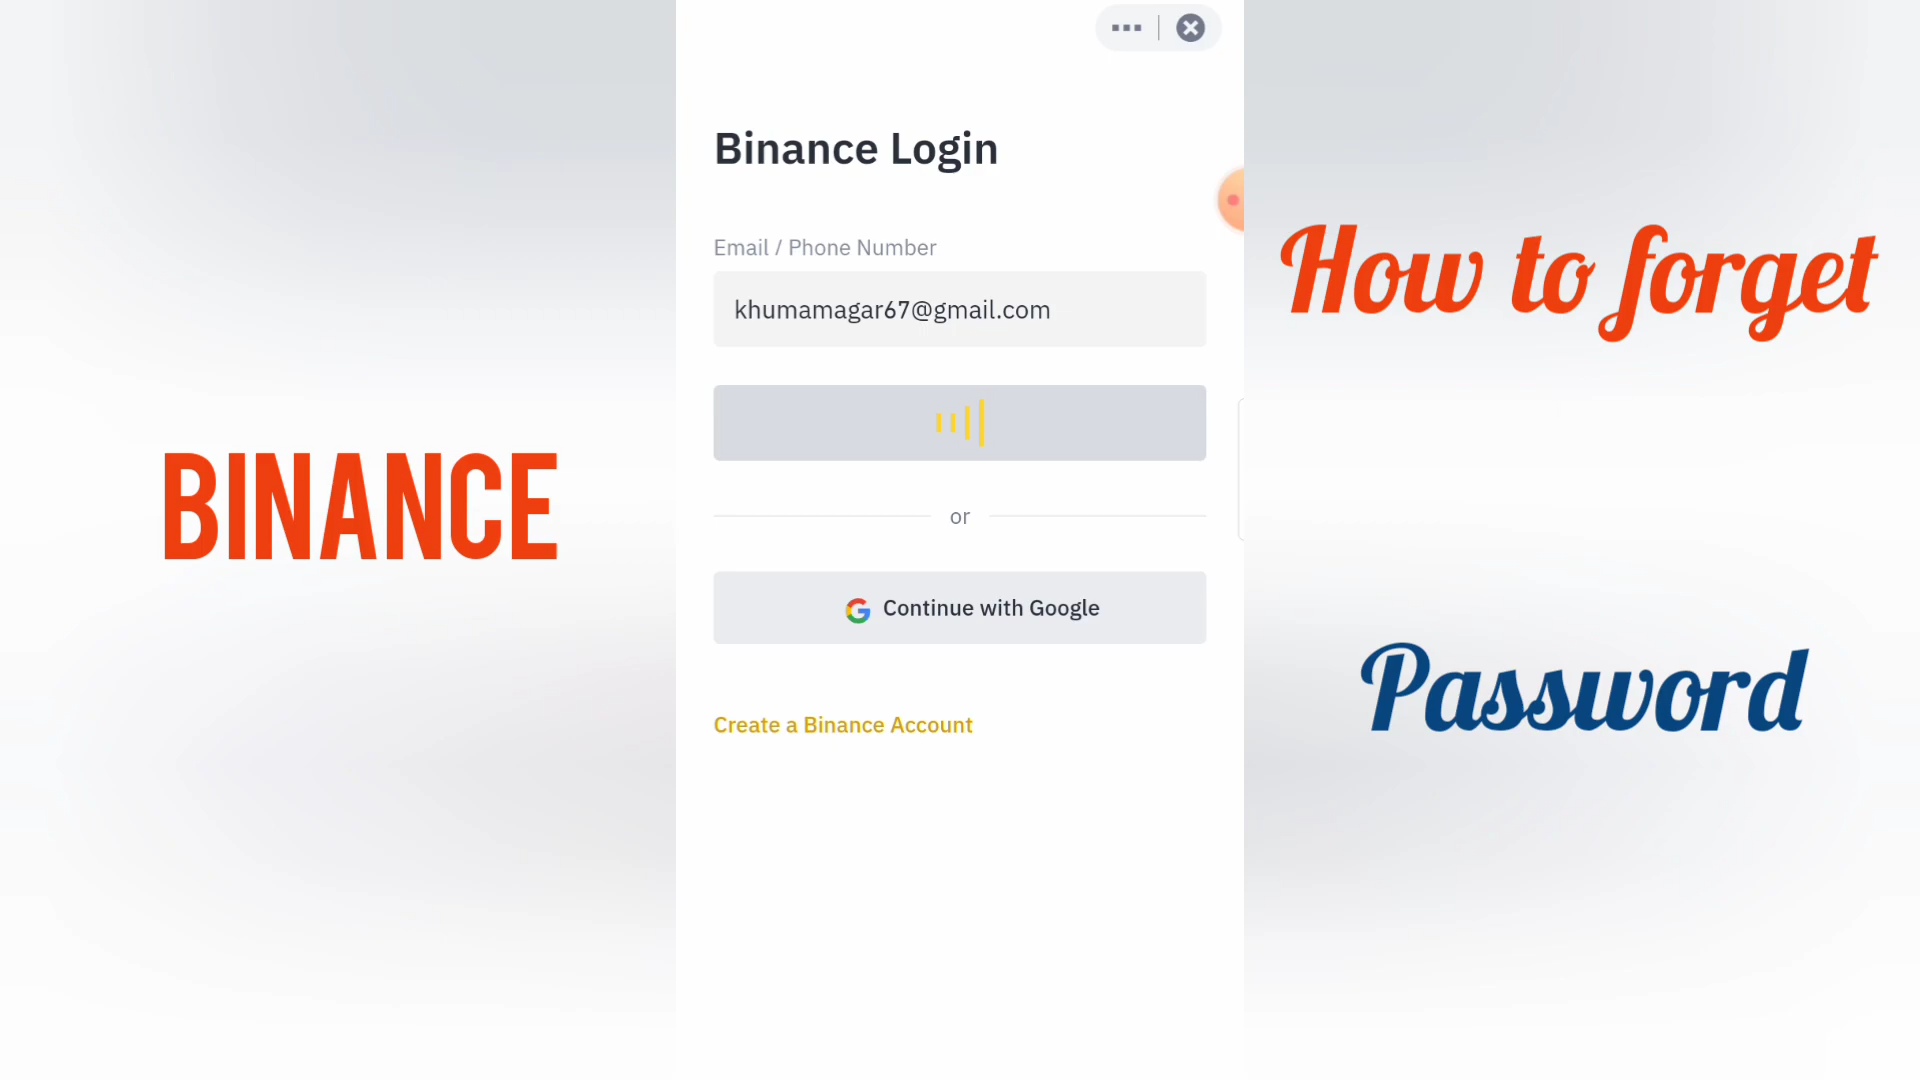 BINANCE
Binance Login
Email / Phone Number
khumamagar67@gmail.com
or
Continue with Google
Create a Binance Account
How to forget
Password